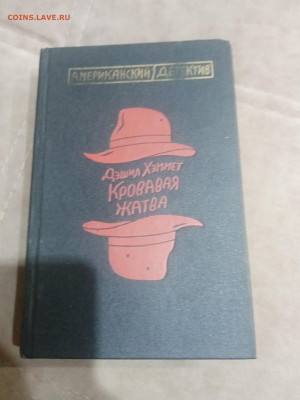 COINS.LAVE.RU
АМЕРИКАНСКИЙ ДЕТЕКТИВ
ДЭШИЛ ХЭММЕТ
КРОВАВАЯ
ЖАТВА